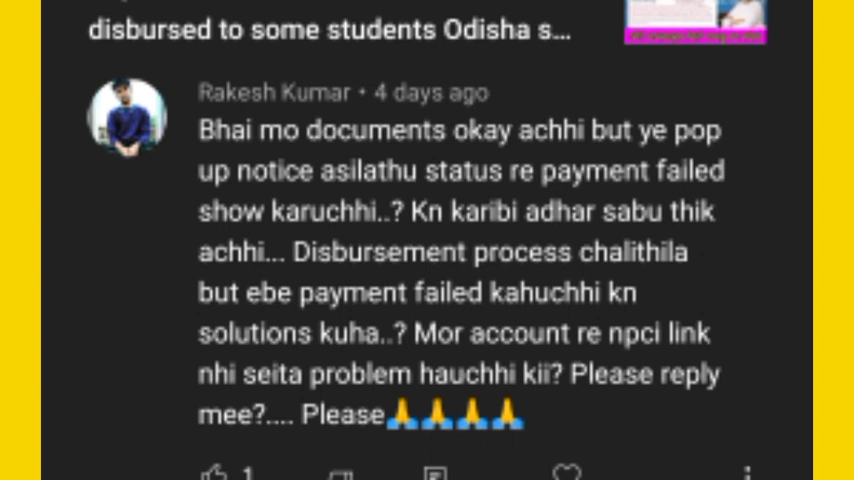 disbursed to some students Odisha s...
Rakesh Kumar • 4 days ago
Bhai mo documents okay achhi but ye pop
up notice asilathu status re payment failed
show karuchhi..? Kn karibi adhar sabu thik
achhi... Disbursement process chalithila
but ebe payment failed kahuchhi kn
solutions kuha..? Mor account re npci link
nhi seita problem hauchhi kii? Please reply
mee?.... Please🙏🙏🙏🙏
1